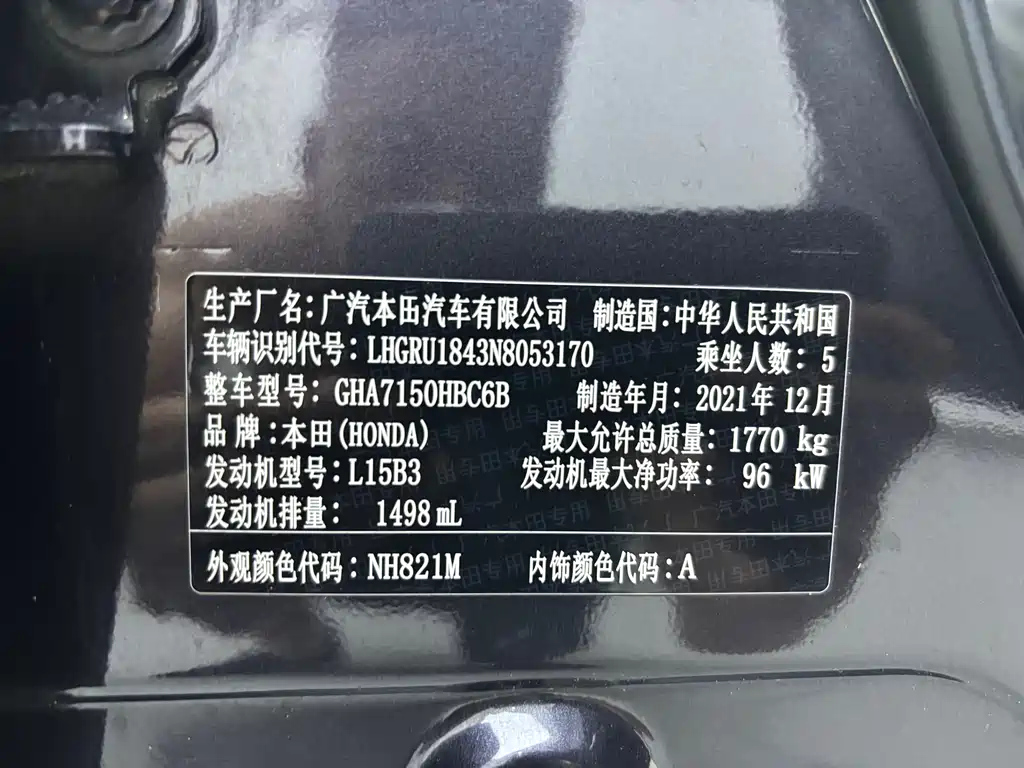 生产厂名：广汽本田汽车有限公司 制造国：中华人民共和国
车辆识别代号：LHGRU1843N8053170 乘坐人数：5
整车型号：GHA7150HBC6B 制造年月：2021年12月
品牌：本田(HONDA) 最大允许总质量：1770 kg
发动机型号：L15B3 发动机最大净功率：96 kW
发动机排量：1498 mL
外观颜色代码：NH821M 内饰颜色代码：A